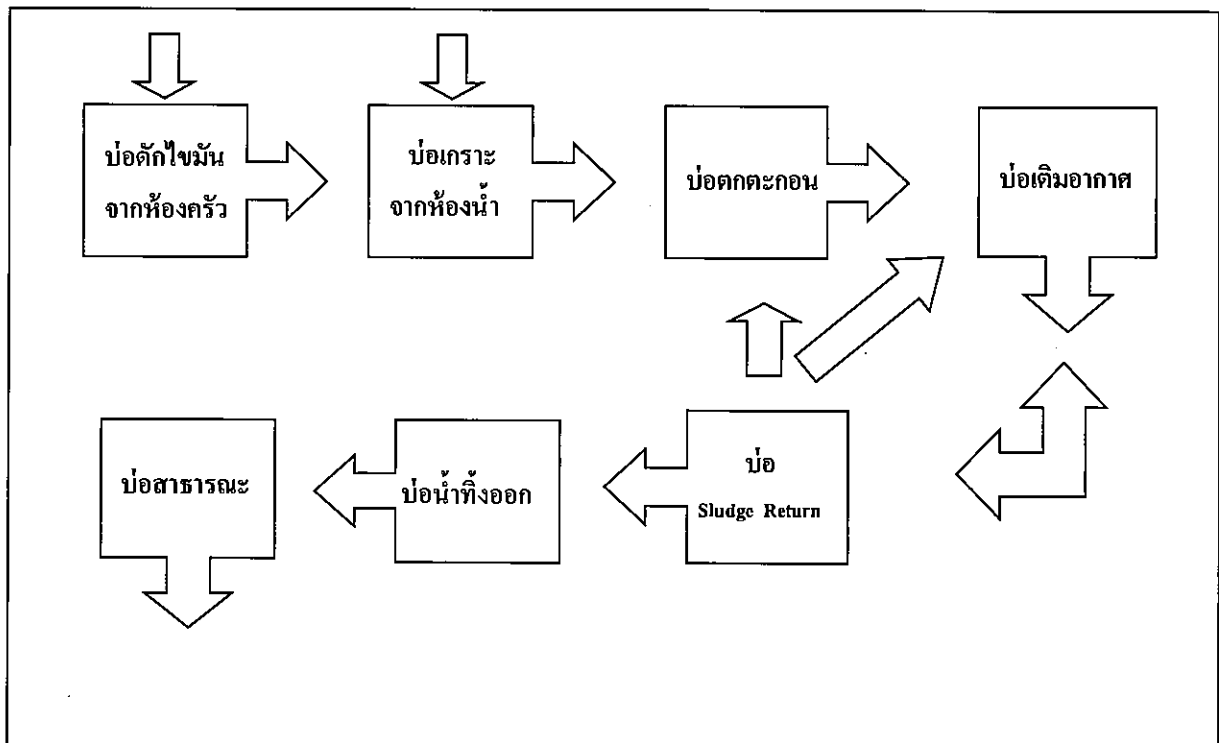 บ่อดักไขมัน
จากห้องครัว
บ่อเกราะ
จากห้องน้ำ
บ่อตกตะกอน
บ่อเติมอากาศ
บ่อสาธารณะ
บ่อน้ำทิ้งออก
บ่อ
Sludge Return